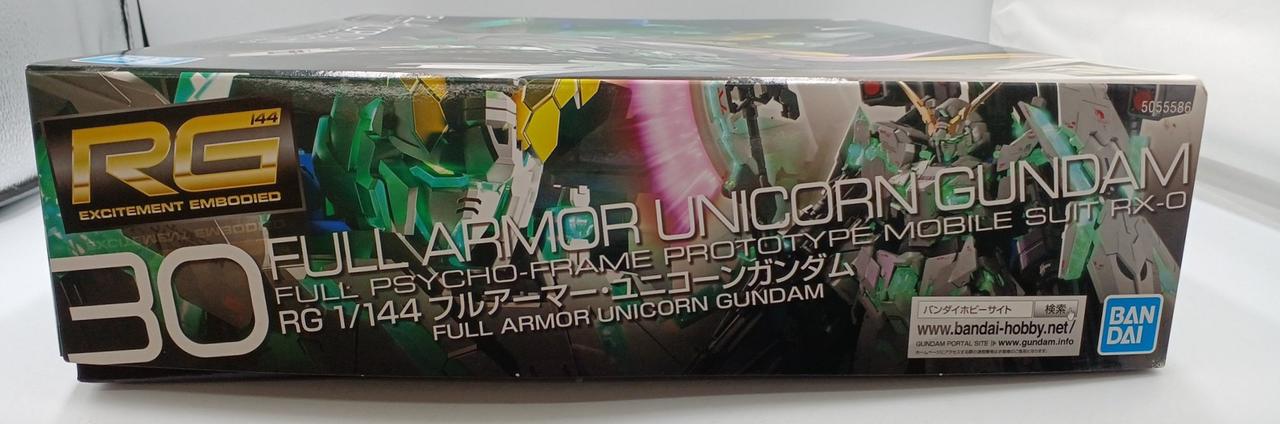 RG
144
EXCITEMENT EMBODIED
5055586
30
FULL ARMOR UNICORN GUNDAM
FULL PSYCHO-FRAME PROTOTYPE MOBILE SUIT RX-0
RG 1/144 フルアーマー・ユニコーンガンダム
FULL ARMOR UNICORN GUNDAM
バンダイホビーサイト 検索
www.bandai-hobby.net/
GUNDAM PORTAL SITE www.gundam.info
BAN
DAI